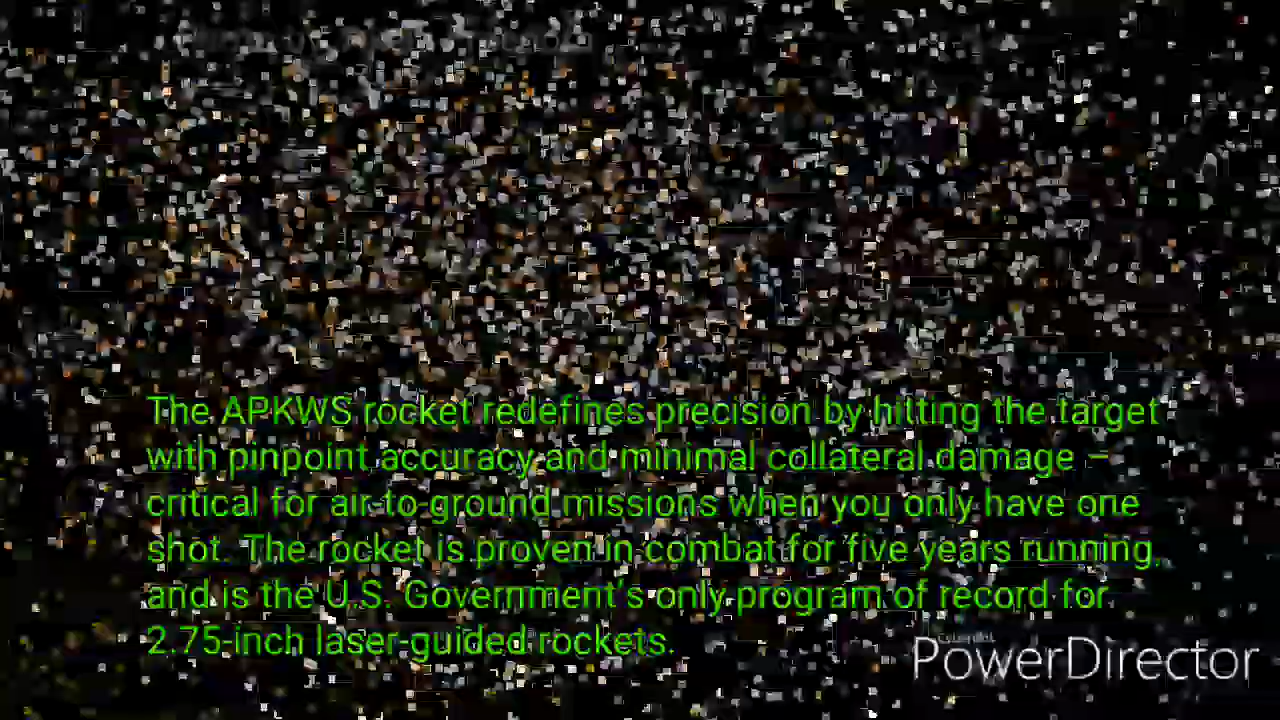 The APKWS rocket redefines precision by hitting the target
with pinpoint accuracy and minimal collateral damage –
critical for air-to-ground missions when you only have one
shot. The rocket is proven in combat for five years running,
and is the U.S. Government's only program of record for
2.75-inch laser-guided rockets.
PowerDirector